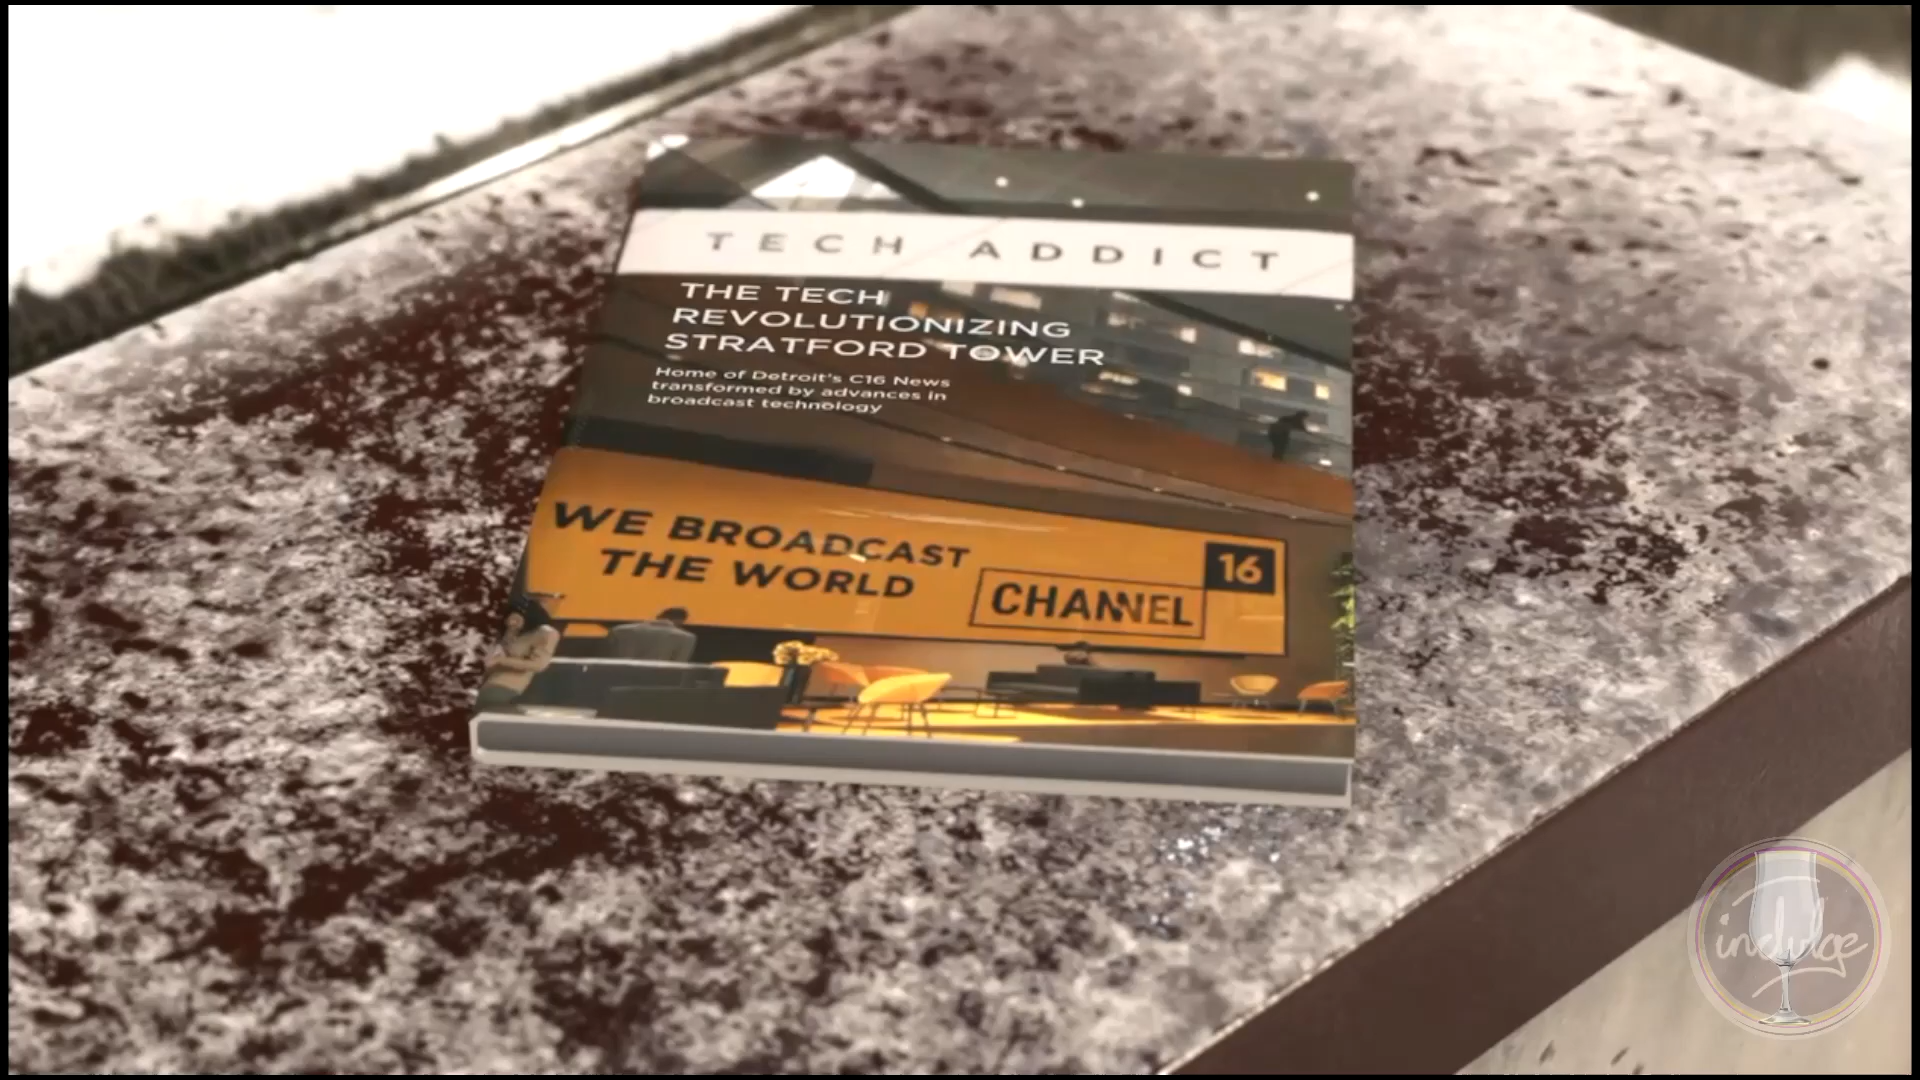 TECH ADDICT
THE TECH
REVOLUTIONIZING
STRATFORD TOWER
Home of Detroit's C16 News
transformed by advances in
broadcast technology
WE BROADCAST
THE WORLD
CHANNEL
16
indulge